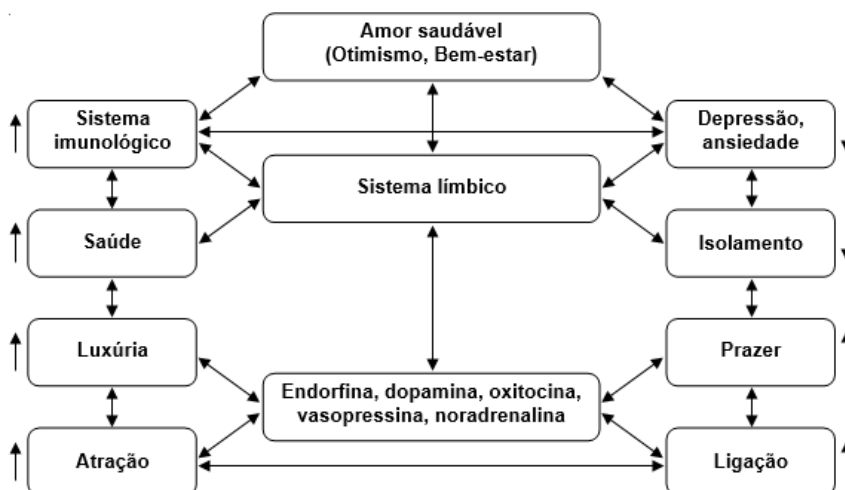 Amor saudável
(Otimismo, Bem-estar)
Sistema
imunológico
Depressão,
ansiedade
Sistema límbico
Saúde
Isolamento
Luxúria
Prazer
Endorfina, dopamina, oxitocina,
vasopressina, noradrenalina
Atração
Ligação